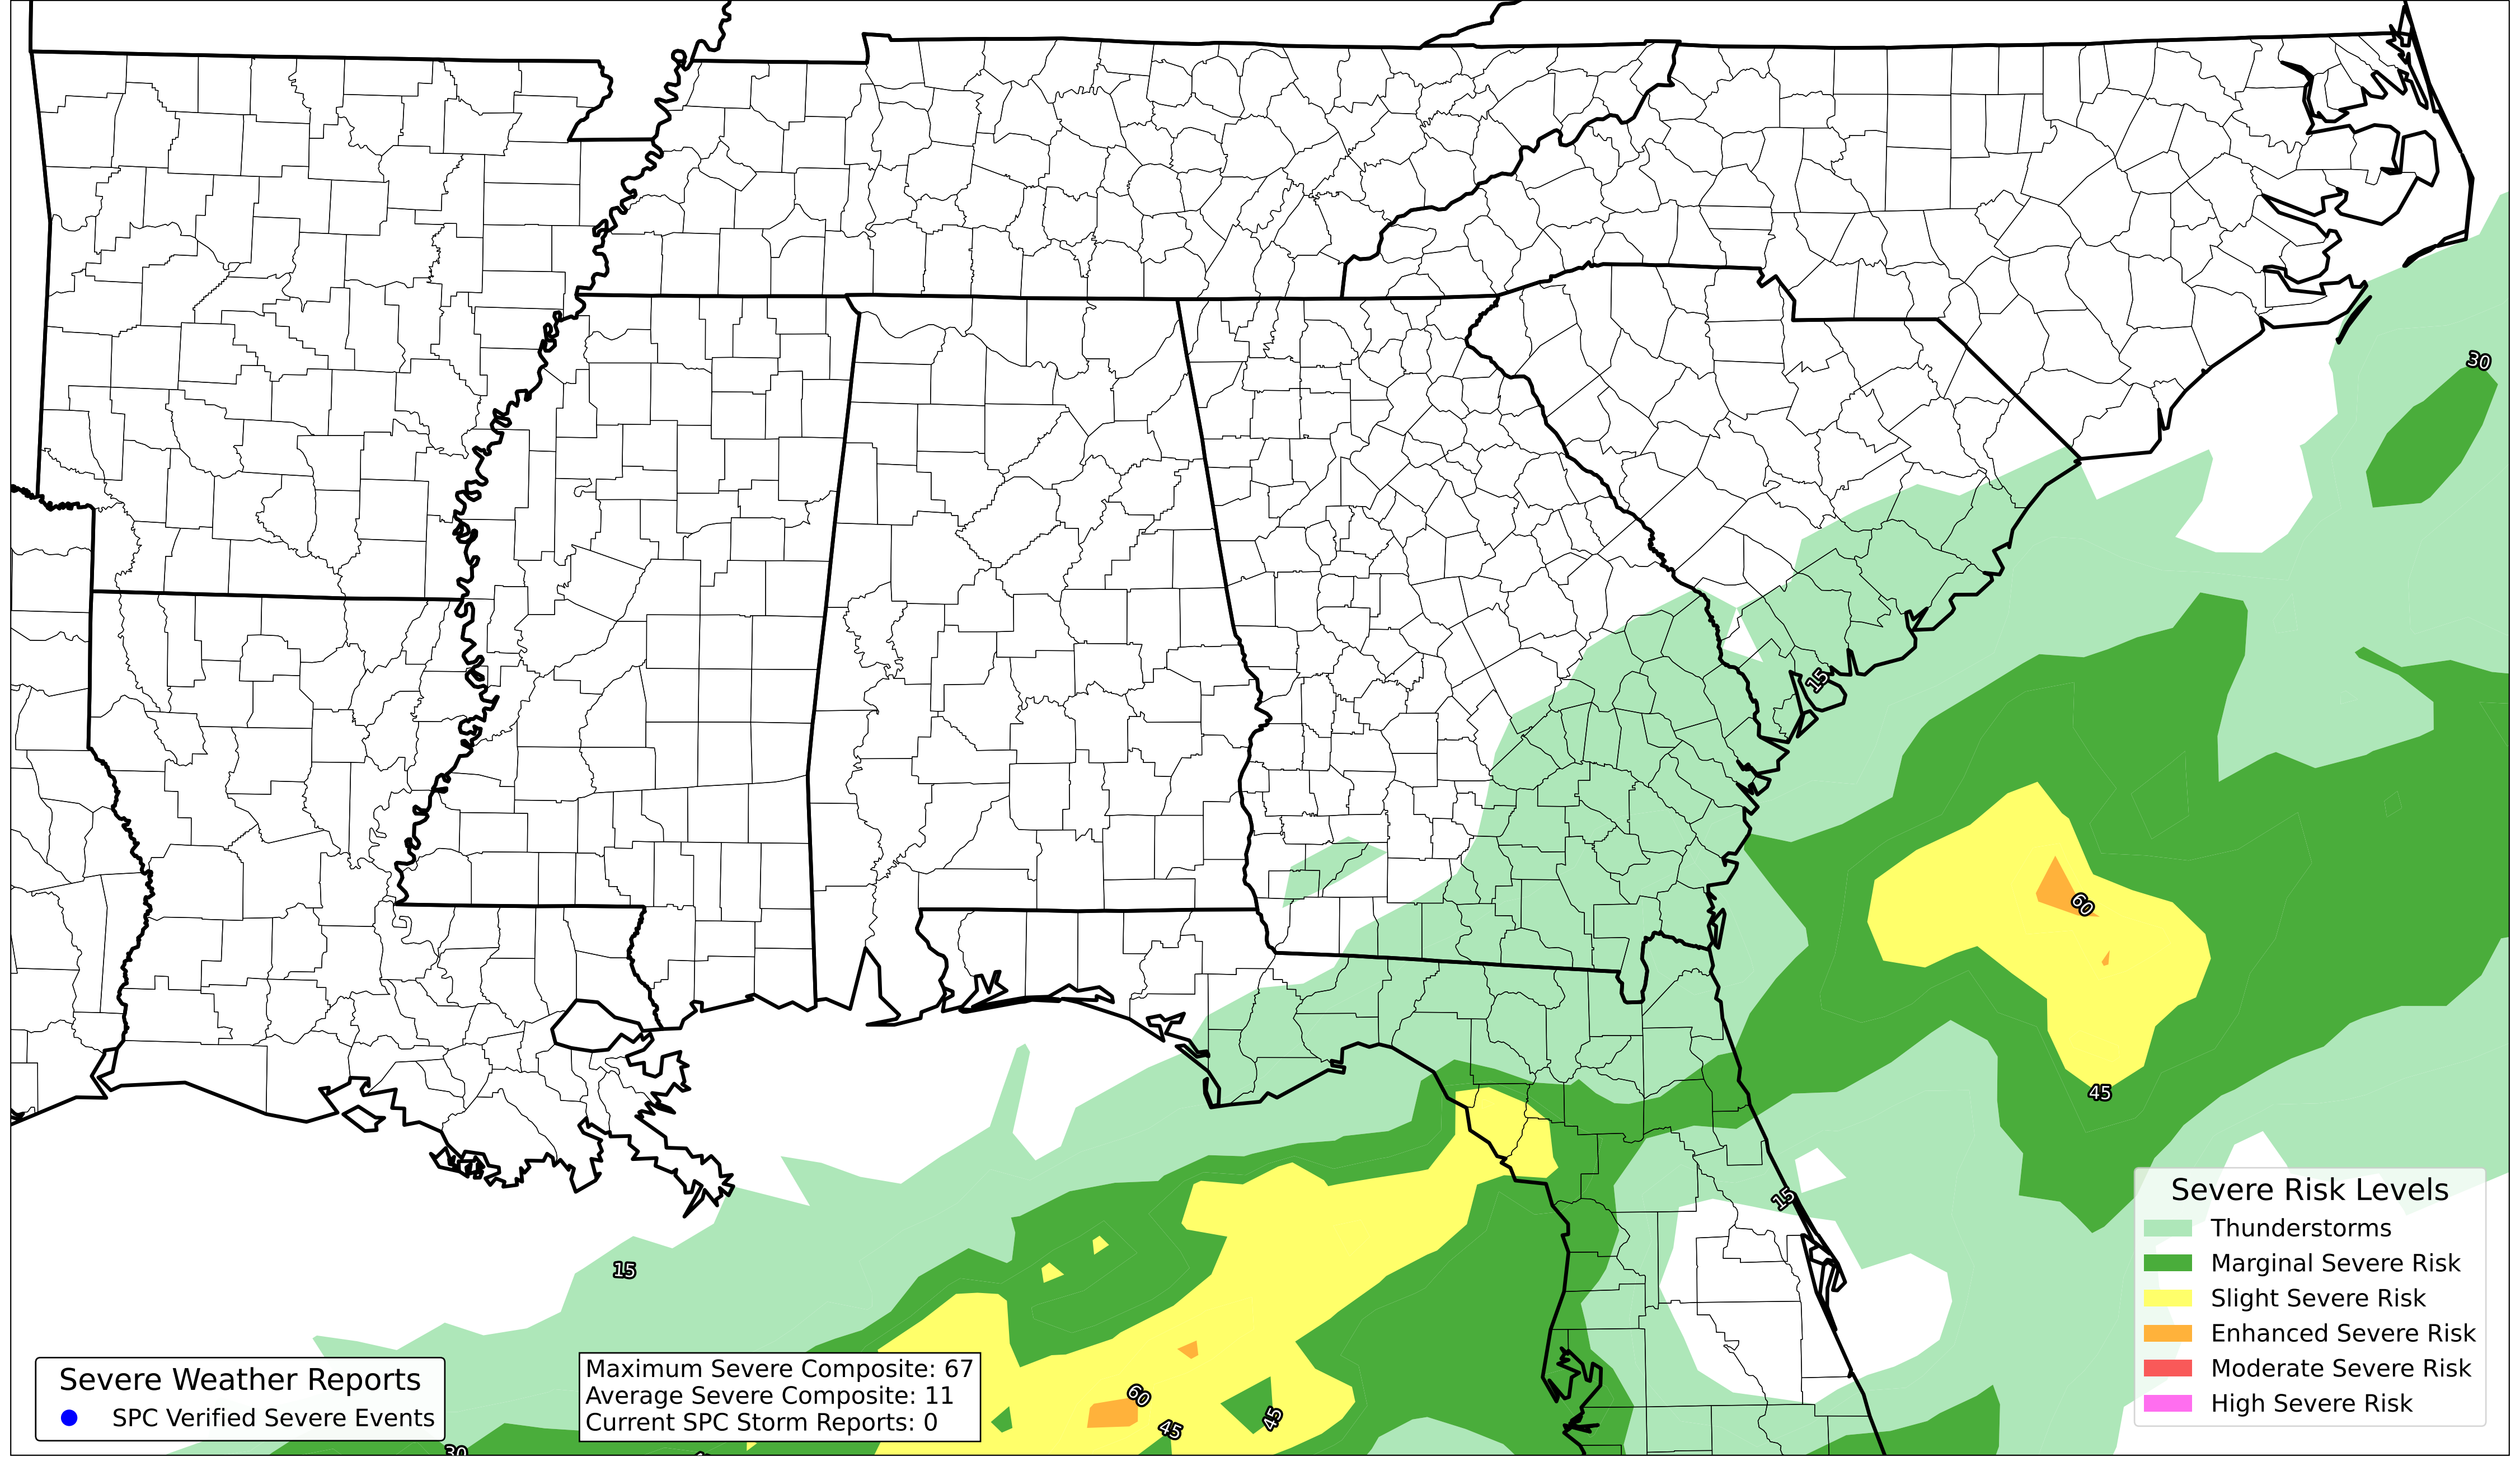 30
15
60
45
15
15
Severe Risk Levels
Thunderstorms
Marginal Severe Risk
Slight Severe Risk
Enhanced Severe Risk
Moderate Severe Risk
High Severe Risk
Severe Weather Reports
SPC Verified Severe Events
Maximum Severe Composite: 67
Average Severe Composite: 11
Current SPC Storm Reports: 0
60
45
45
30